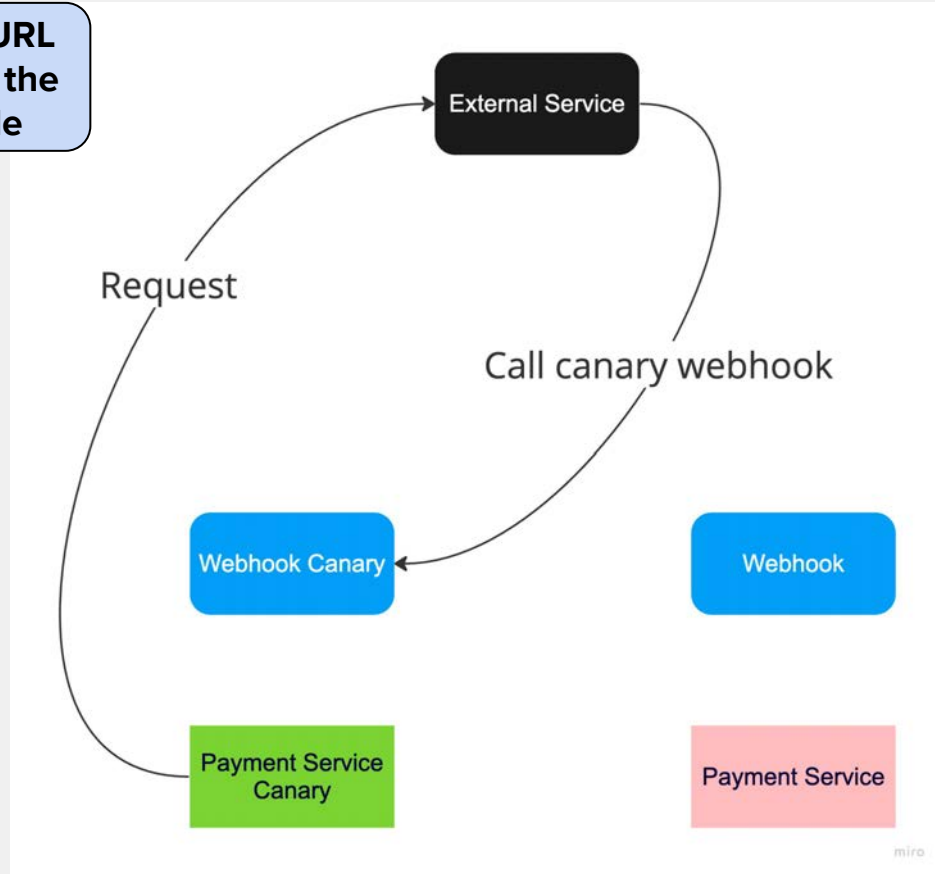 URL
the
External Service
Request
Call canary webhook
Webhook Canary
Webhook
Payment Service
Canary
Payment Service
miro